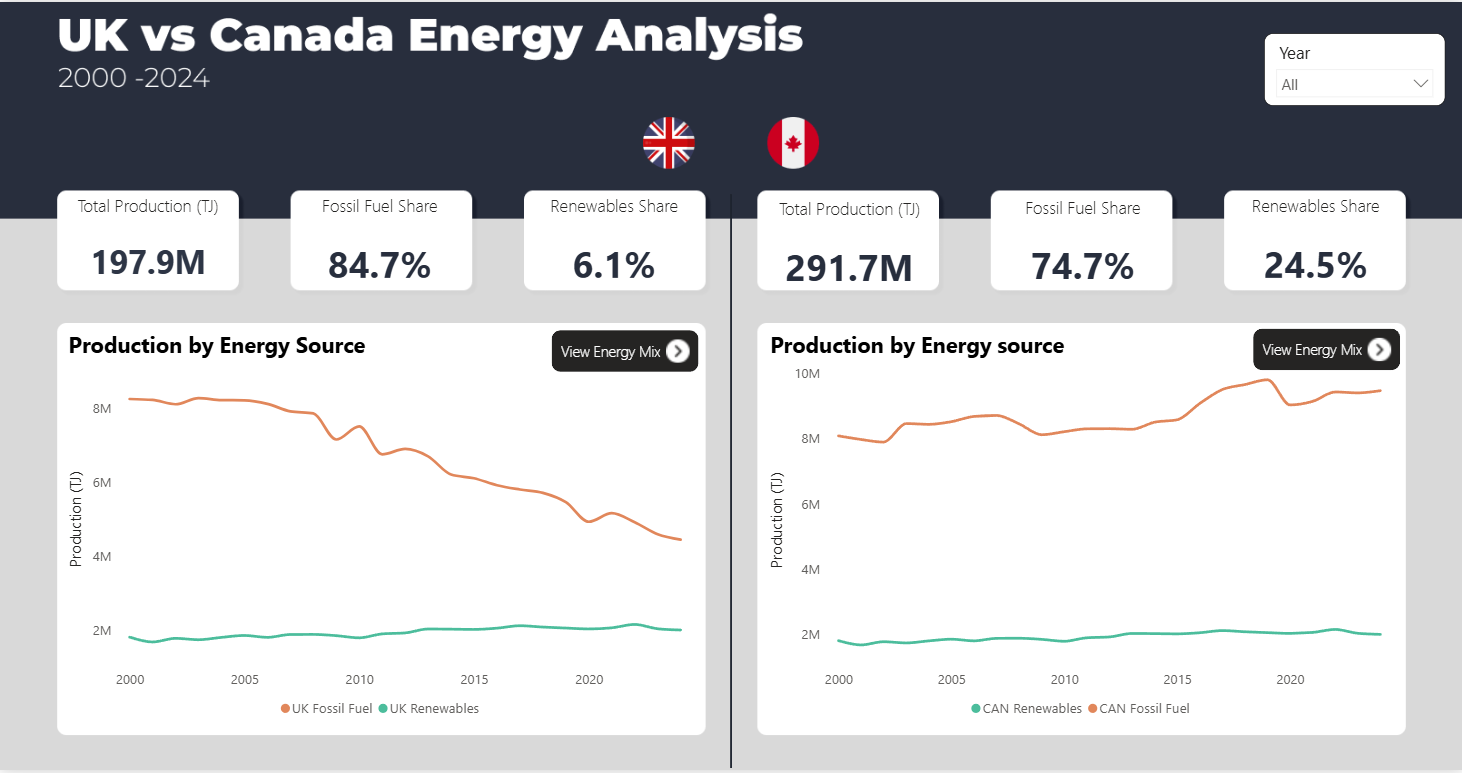 UK vs Canada Energy Analysis
2000 -2024
Year
All
Total Production (TJ)
197.9M
Fossil Fuel Share
84.7%
Renewables Share
6.1%
Total Production (TJ)
291.7M
Fossil Fuel Share
74.7%
Renewables Share
24.5%
Production by Energy Source
View Energy Mix
Production (TJ)
8M
6M
4M
2M
2000 2005 2010 2015 2020
UK Fossil Fuel UK Renewables
Production by Energy source
View Energy Mix
Production (TJ)
10M
8M
6M
4M
2M
2000 2005 2010 2015 2020
CAN Renewables CAN Fossil Fuel